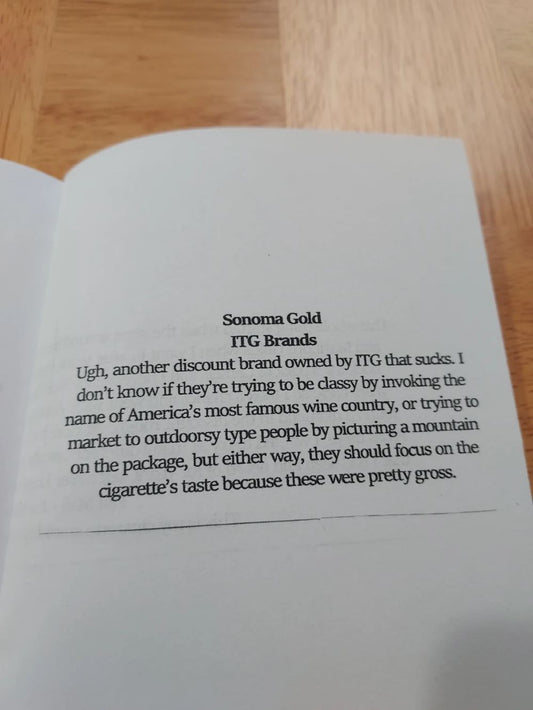 Sonoma Gold
ITG Brands
Ugh, another discount brand owned by ITG that sucks. I
don't know if they're trying to be classy by invoking the
name of America's most famous wine country, or trying to
market to outdoorsy type people by picturing a mountain
on the package, but either way, they should focus on the
cigarette's taste because these were pretty gross.